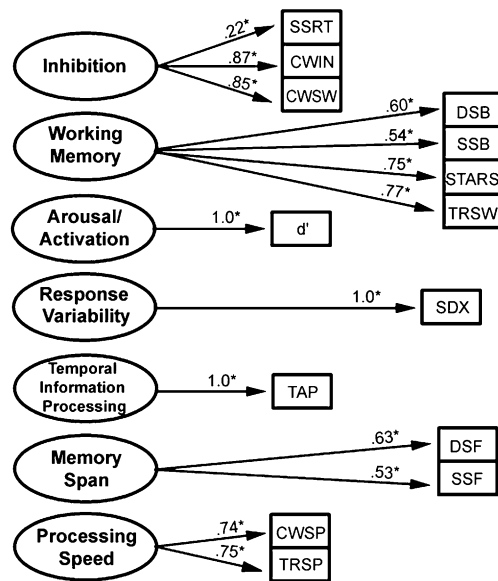 Inhibition
.22*
SSRT
.87*
CWIN
.85*
CWSW
Working
Memory
.60*
DSB
.54*
SSB
.75*
STARS
.77*
TRSW
Arousal/
Activation
1.0*
d'
Response
Variability
1.0*
SDX
Temporal
Information
Processing
1.0*
TAP
Memory
Span
.63*
DSF
.53*
SSF
Processing
Speed
.74*
CWSP
.75*
TRSP